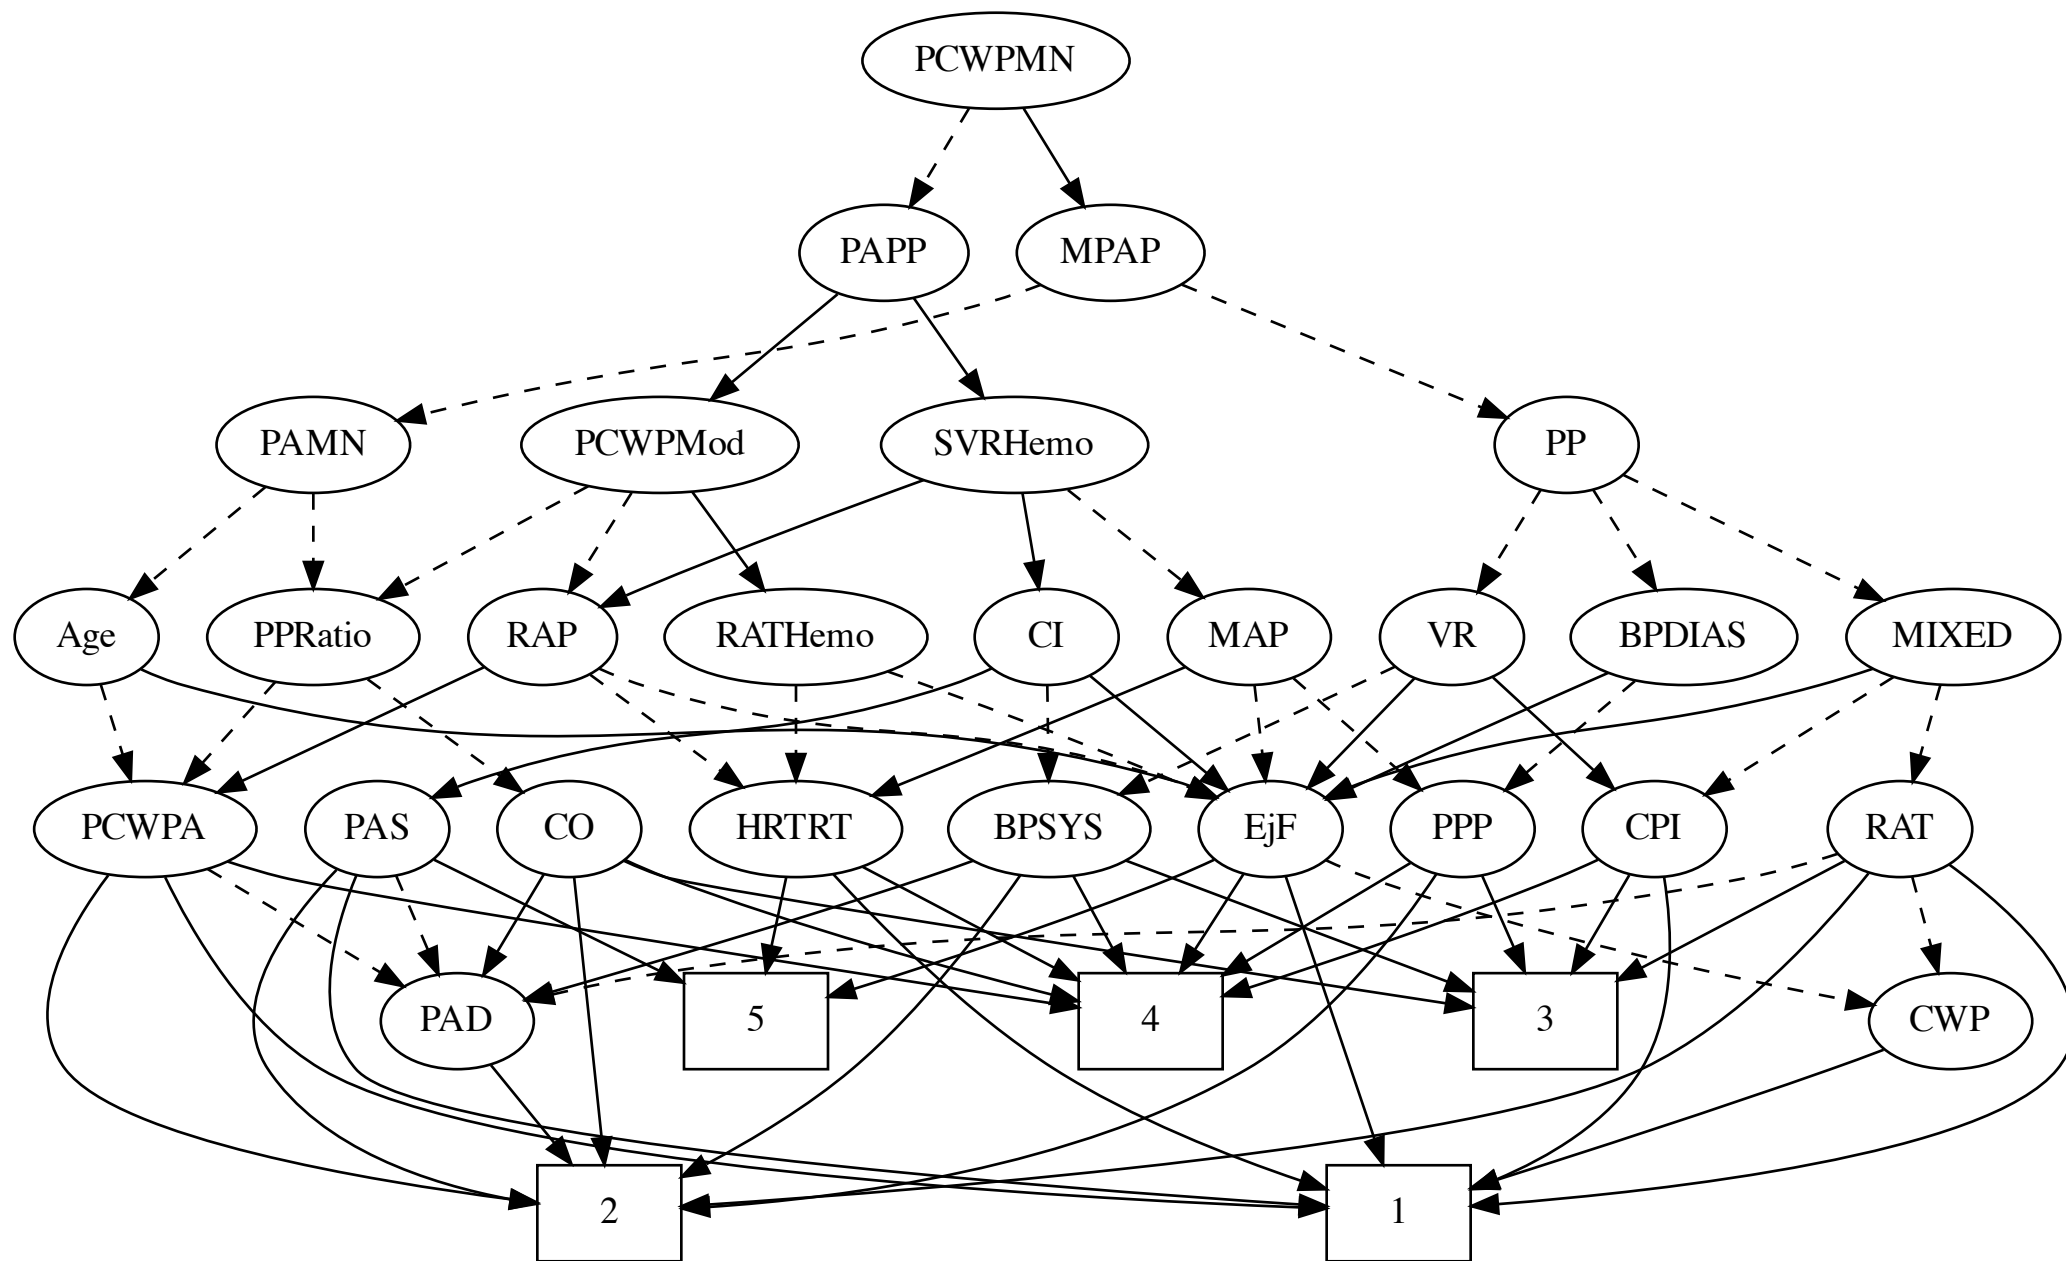 PCWPMN
PAPP
MPAP
PAMN
PCWPMod
SVRHemo
PP
Age
PPRatio
RAP
RATHemo
CI
MAP
VR
BPDIAS
MIXED
PCWPA
PAS
CO
HRTRT
BPSYS
EjF
PPP
CPI
RAT
PAD
5
4
3
CWP
2
1